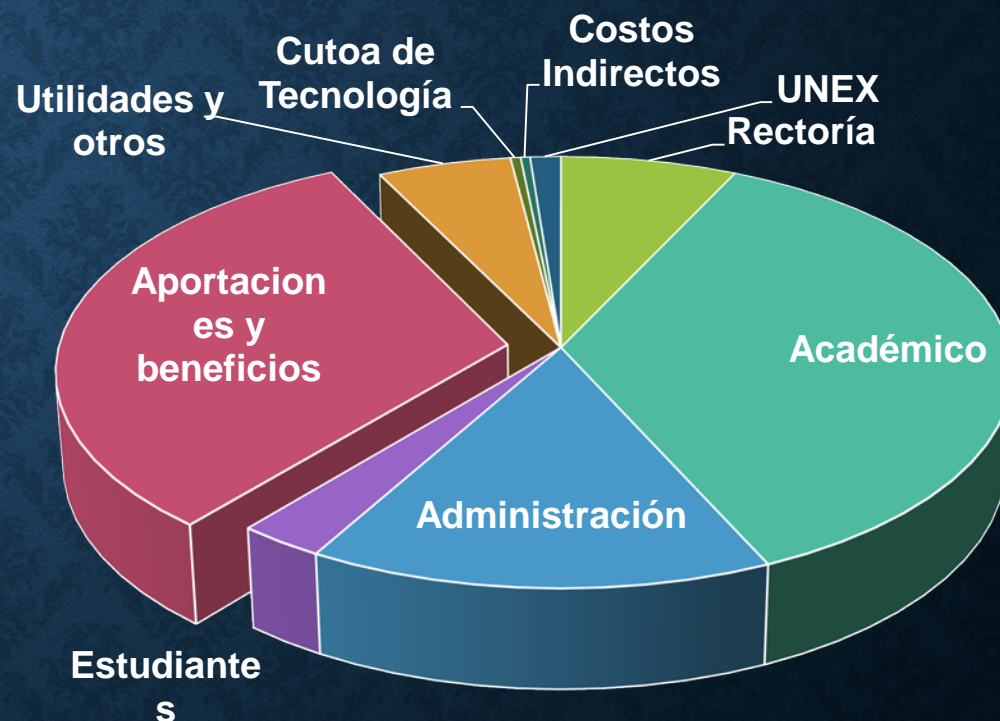 Costos
Indirectos
Cutoa de
Tecnología
UNEX
Utilidades y
otros
Rectoría
Aportacion
es y
beneficios
Académico
Administración
Estudiante
s